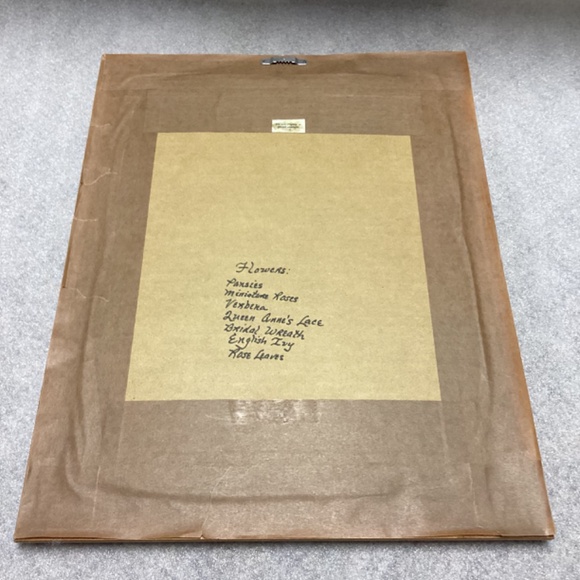 Flowers:
Pansies
Miniature Roses
Verbena
Queen Anne's Lace
Bridal Wreath
English Ivy
Rose Leaves